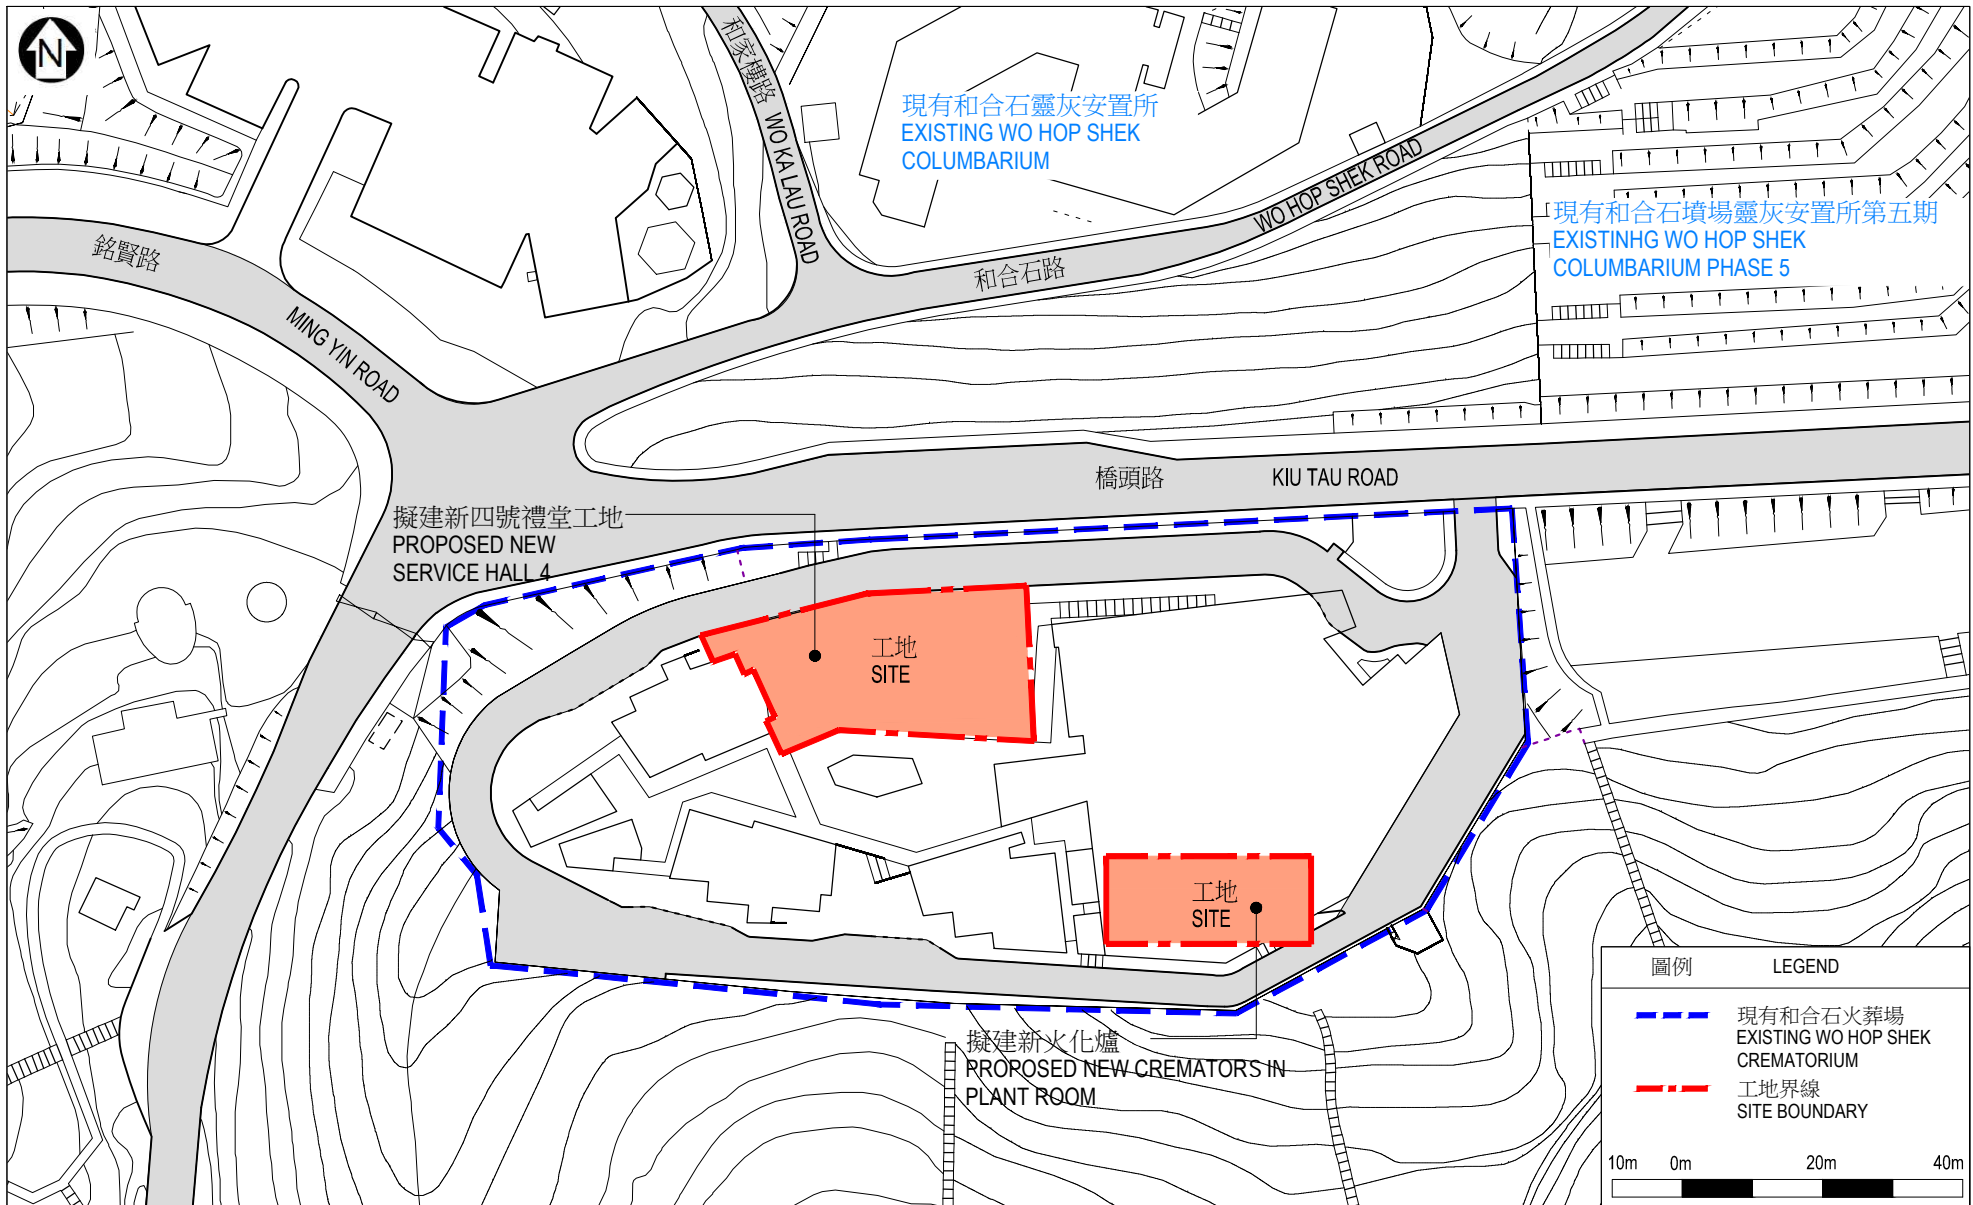 N
和家樓路 WO KA LAU ROAD
現有和合石靈灰安置所
EXISTING WO HOP SHEK
COLUMBARIUM
WO HOP SHEK ROAD
和合石路
現有和合石墳場靈灰安置所第五期
EXISTINHG WO HOP SHEK
COLUMBARIUM PHASE 5
銘賢路
MING YIN ROAD
橋頭路 KIU TAU ROAD
擬建新四號禮堂工地
PROPOSED NEW
SERVICE HALL 4
工地
SITE
工地
SITE
擬建新火化爐
PROPOSED NEW CREMATORS IN
PLANT ROOM
圖例 LEGEND
現有和合石火葬場
EXISTING WO HOP SHEK
CREMATORIUM
工地界線
SITE BOUNDARY
10m 0m 20m 40m